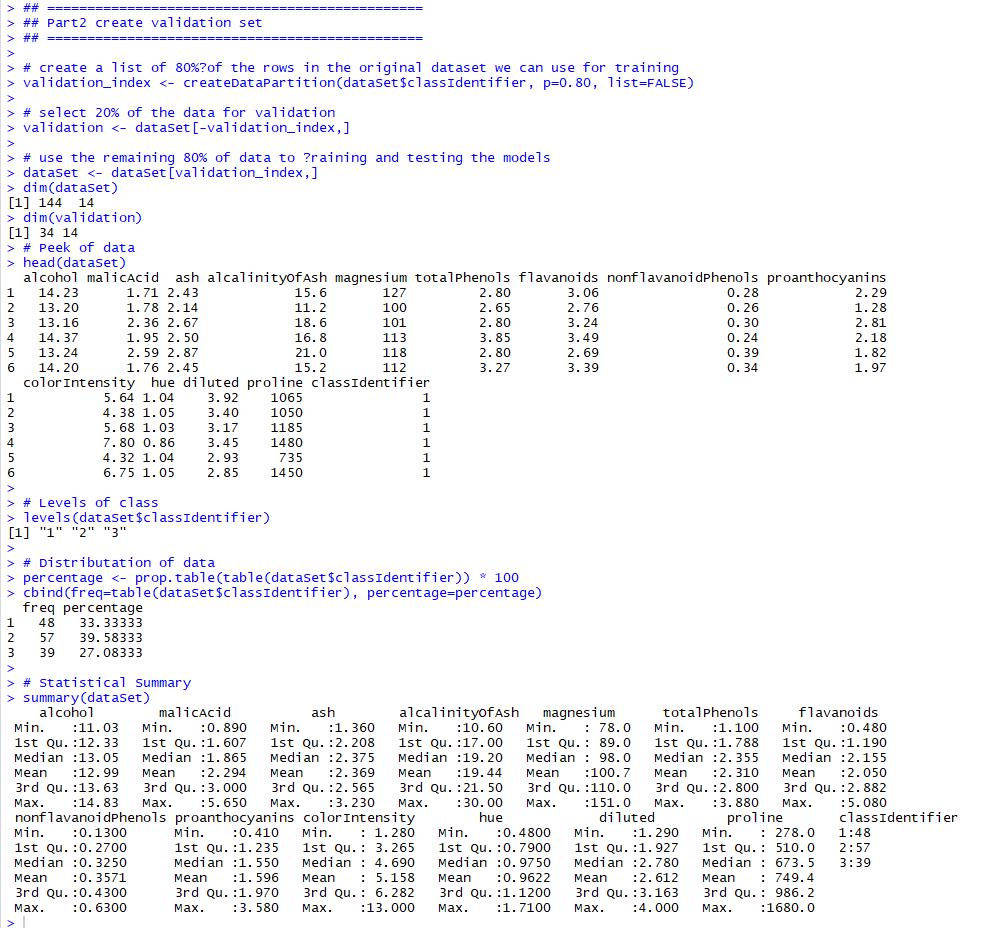 > ## ===============================================
> ## Part2 create validation set
> ## ===============================================
>
> # create a list of 80%?of the rows in the original dataset we can use for training
> validation_index <- createDataPartition(dataSet$classIdentifier, p=0.80, list=FALSE)
>
> # select 20% of the data for validation
> validation <- dataSet[-validation_index,]
>
> # use the remaining 80% of data to ?raining and testing the models
> dataSet <- dataSet[validation_index,]
> dim(dataSet)
[1] 144  14
> dim(validation)
[1] 34 14
> # Peek of data
> head(dataSet)
  alcohol malicAcid  ash alcalinityOfAsh magnesium totalPhenols flavanoids nonflavanoidPhenols proanthocyanins
1   14.23      1.71 2.43            15.6       127         2.80       3.06                0.28            2.29
2   13.20      1.78 2.14            11.2       100         2.65       2.76                0.26            1.28
3   13.16      2.36 2.67            18.6       101         2.80       3.24                0.30            2.81
4   14.37      1.95 2.50            16.8       113         3.85       3.49                0.24            2.18
5   13.24      2.59 2.87            21.0       118         2.80       2.69                0.39            1.82
6   14.20      1.76 2.45            15.2       112         3.27       3.39                0.34            1.97
  colorIntensity  hue diluted proline classIdentifier
1           5.64 1.04    3.92    1065               1
2           4.38 1.05    3.40    1050               1
3           5.68 1.03    3.17    1185               1
4           7.80 0.86    3.45    1480               1
5           4.32 1.04    2.93     735               1
6           6.75 1.05    2.85    1450               1
>
> # Levels of class
> levels(dataSet$classIdentifier)
[1] "1" "2" "3"
>
> # Distributation of data
> percentage <- prop.table(table(dataSet$classIdentifier)) * 100
> cbind(freq=table(dataSet$classIdentifier), percentage=percentage)
  freq percentage
1   48   33.33333
2   57   39.58333
3   39   27.08333
>
> # Statistical Summary
> summary(dataSet)
    alcohol        malicAcid          ash        alcalinityOfAsh   magnesium      totalPhenols     flavanoids
 Min.   :11.03   Min.   :0.890   Min.   :1.360   Min.   :10.60   Min.   : 78.0   Min.   :1.100   Min.   :0.480
 1st Qu.:12.33   1st Qu.:1.607   1st Qu.:2.208   1st Qu.:17.00   1st Qu.: 89.0   1st Qu.:1.788   1st Qu.:1.190
 Median :13.05   Median :1.865   Median :2.375   Median :19.20   Median : 98.0   Median :2.355   Median :2.155
 Mean   :12.99   Mean   :2.294   Mean   :2.369   Mean   :19.44   Mean   :100.7   Mean   :2.310   Mean   :2.050
 3rd Qu.:13.63   3rd Qu.:3.000   3rd Qu.:2.565   3rd Qu.:21.50   3rd Qu.:110.0   3rd Qu.:2.800   3rd Qu.:2.882
 Max.   :14.83   Max.   :5.650   Max.   :3.230   Max.   :30.00   Max.   :151.0   Max.   :3.880   Max.   :5.080
 nonflavanoidPhenols proanthocyanins colorIntensity        hue            diluted         proline       classIdentifier
 Min.   :0.1300      Min.   :0.410   Min.   : 1.280   Min.   :0.4800   Min.   :1.290   Min.   : 278.0   1:48
 1st Qu.:0.2700      1st Qu.:1.235   1st Qu.: 3.265   1st Qu.:0.7900   1st Qu.:1.927   1st Qu.: 510.0   2:57
 Median :0.3250      Median :1.550   Median : 4.690   Median :0.9750   Median :2.780   Median : 673.5   3:39
 Mean   :0.3571      Mean   :1.596   Mean   : 5.158   Mean   :0.9622   Mean   :2.612   Mean   : 749.4
 3rd Qu.:0.4300      3rd Qu.:1.970   3rd Qu.: 6.282   3rd Qu.:1.1200   3rd Qu.:3.163   3rd Qu.: 986.2
 Max.   :0.6300      Max.   :3.580   Max.   :13.000   Max.   :1.7100   Max.   :4.000   Max.   :1680.0
>